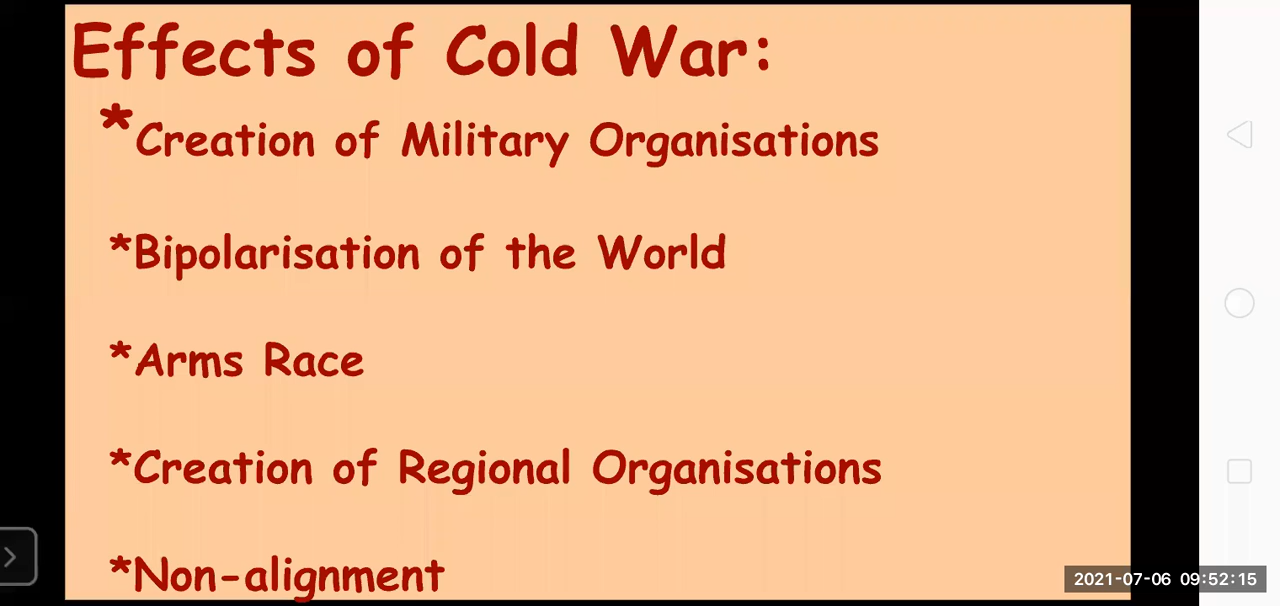 Effects of Cold War:
*Creation of Military Organisations
*Bipolarisation of the World
*Arms Race
*Creation of Regional Organisations
*Non-alignment
2021-07-06 09:52:15